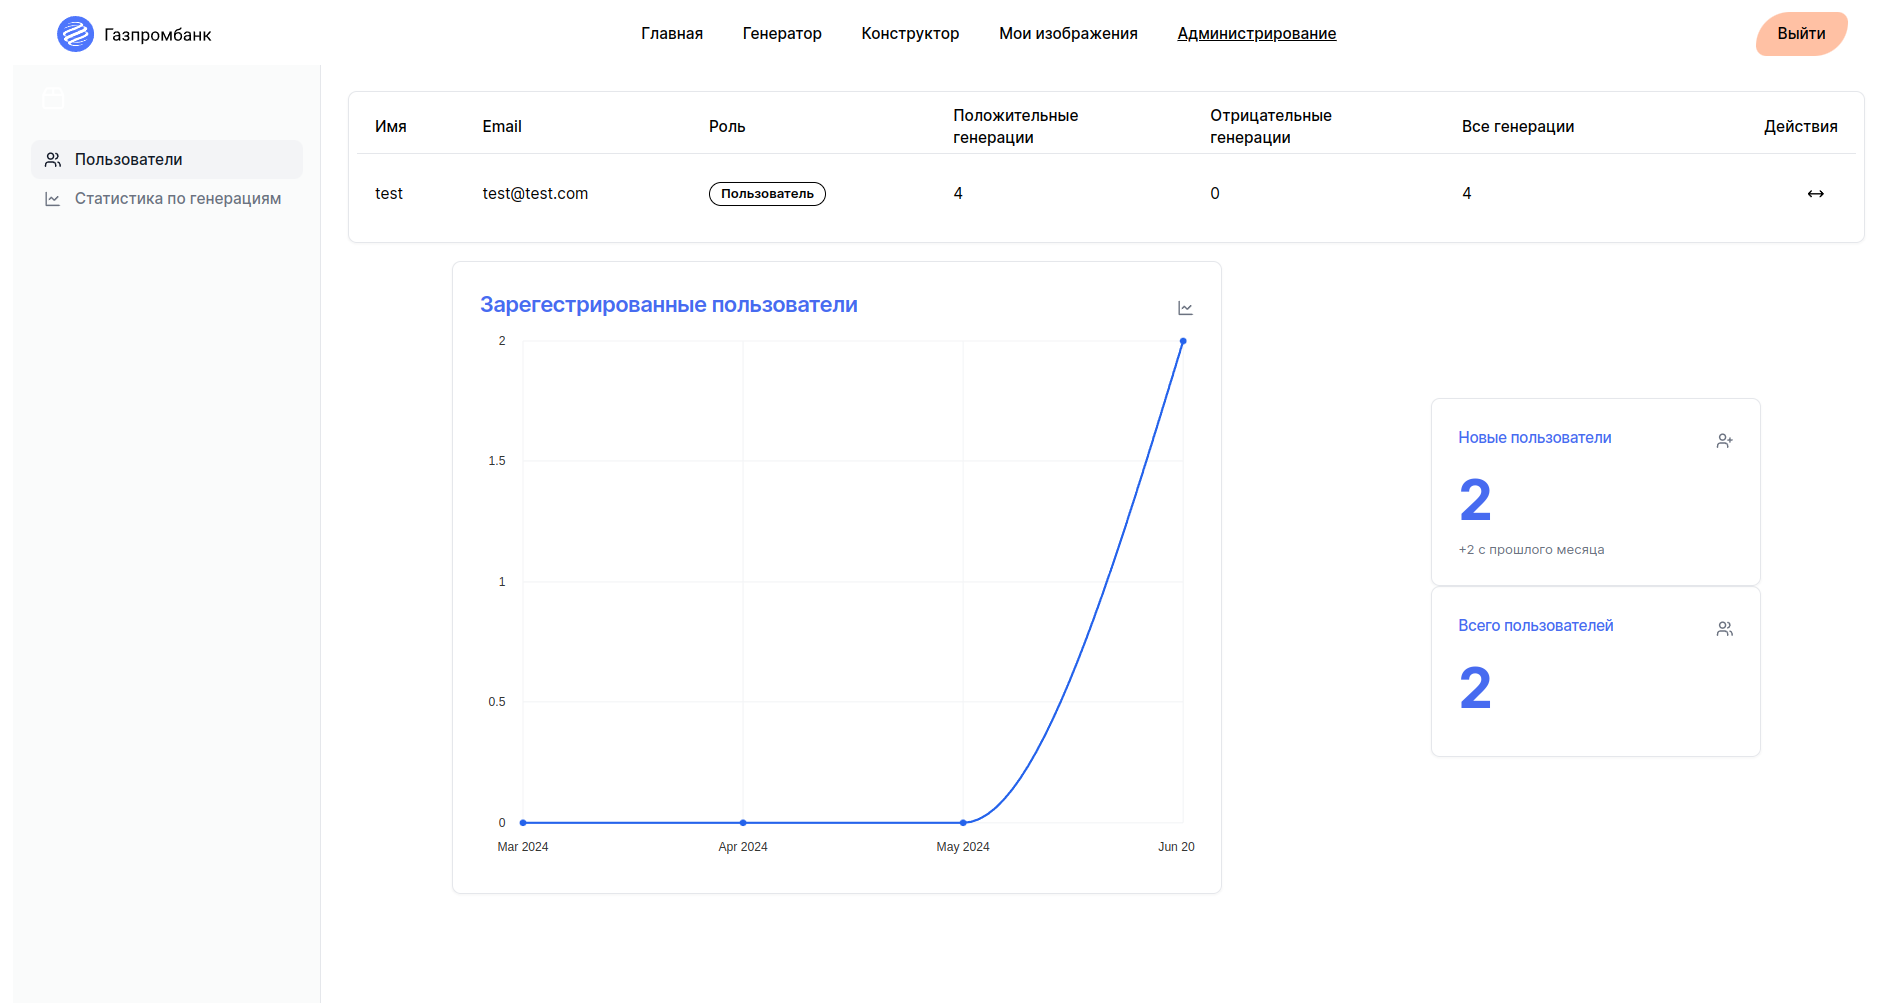 Газпромбанк
Главная
Генератор
Конструктор
Мои изображения
Администрирование
Выйти
Пользователи
Статистика по генерациям
Имя
Email
Роль
Положительные
генерации
Отрицательные
генерации
Все генерации
Действия
test
test@test.com
Пользователь
4
0
4
Зарегестрированные пользователи
2
1.5
1
0.5
0
Mar 2024
Apr 2024
May 2024
Jun 20
Новые пользователи
2
+2 с прошлого месяца
Всего пользователей
2